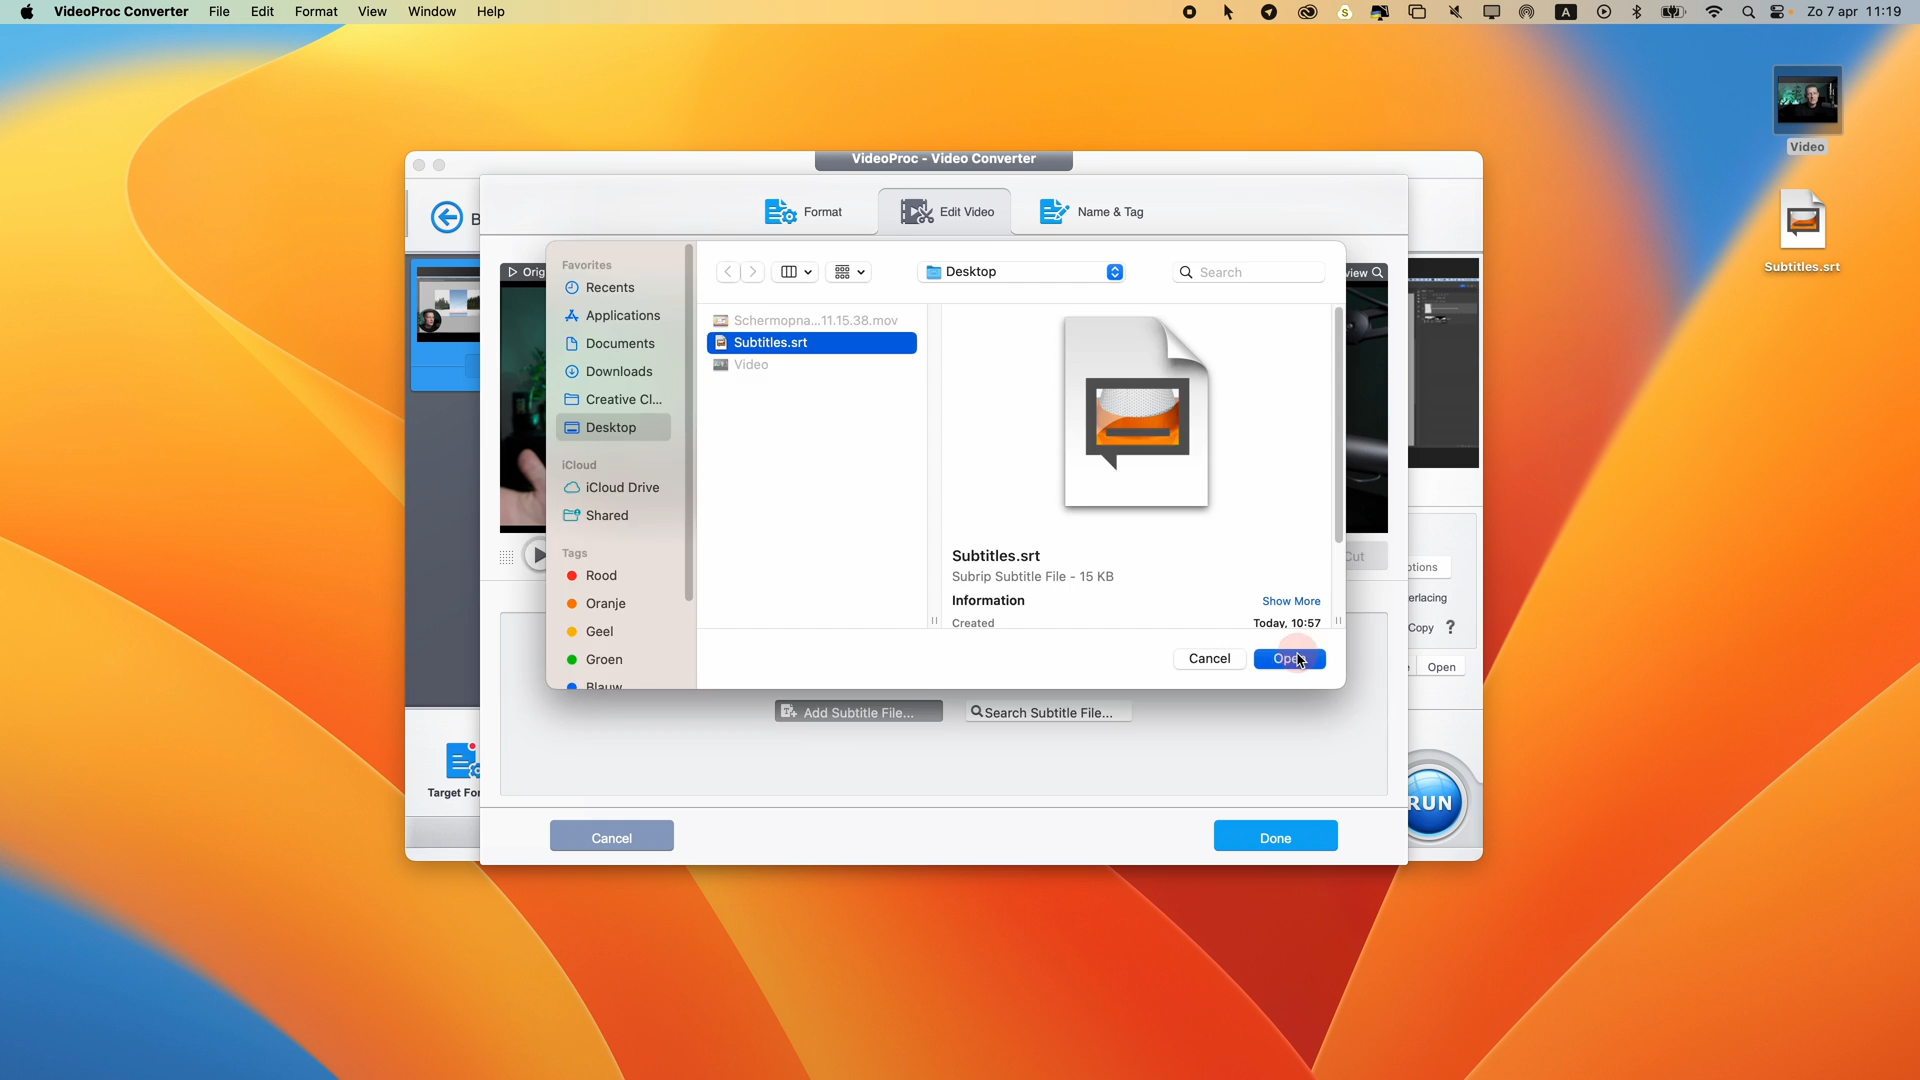 VideoProc Converter File Edit Format View Window Help
S A Zo 7 apr 11:19
Video
Subtitles.srt
VideoProc - Video Converter
B
Format Edit Video Name & Tag
Orig
view
Favorites
Recents
Applications
Documents
Downloads
Creative Cl...
Desktop
iCloud
iCloud Drive
Shared
Tags
Rood
Oranje
Geel
Groen
Blauw
Desktop
Search
Schermopna...11.15.38.mov
Subtitles.srt
Video
Subtitles.srt
Subrip Subtitle File - 15 KB
Information Show More
Created Today, 10:57
Cancel Open
Cut
ptions
erlacing
Copy ?
Open
Add Subtitle File... Search Subtitle File...
Target For
RUN
Cancel Done